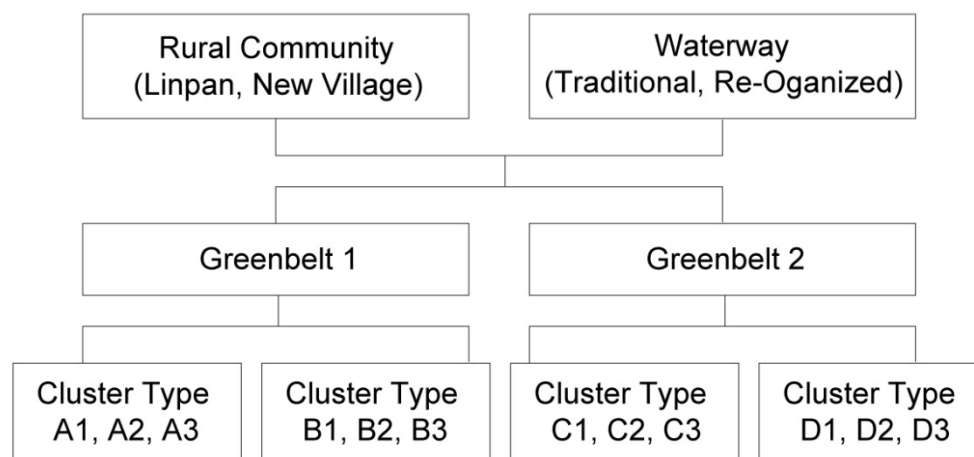 Rural Community
(Linpan, New Village)
Waterway
(Traditional, Re-Oganized)
Greenbelt 1
Greenbelt 2
Cluster Type
A1, A2, A3
Cluster Type
B1, B2, B3
Cluster Type
C1, C2, C3
Cluster Type
D1, D2, D3